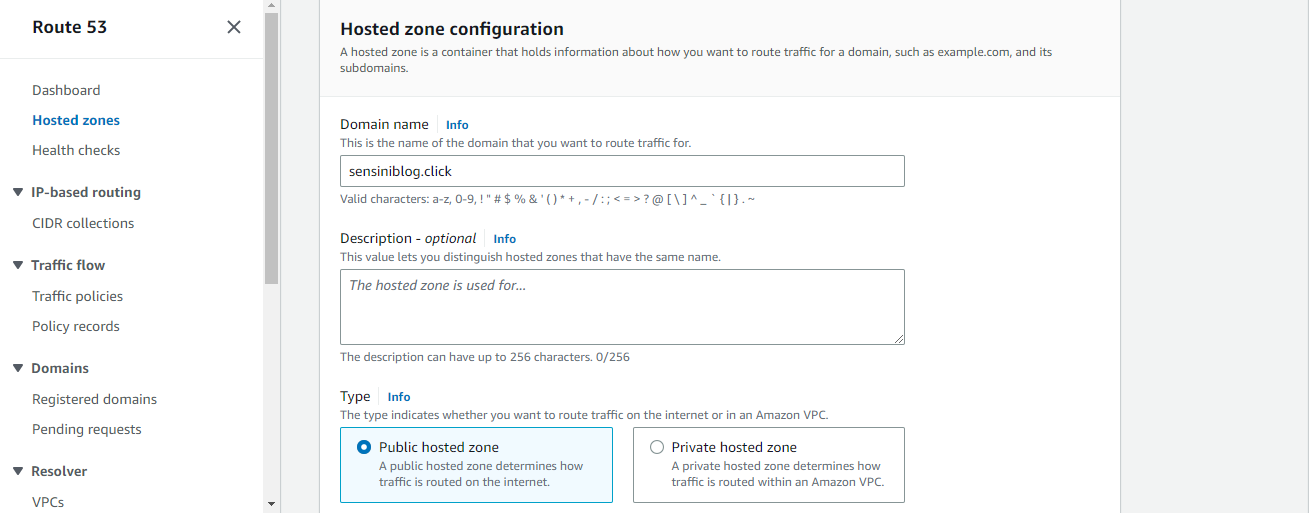 Route 53
Dashboard
Hosted zones
Health checks
IP-based routing
CIDR collections
Traffic flow
Traffic policies
Policy records
Domains
Registered domains
Pending requests
Resolver
VPCs
Hosted zone configuration
A hosted zone is a container that holds information about how you want to route traffic for a domain, such as example.com, and its
subdomains.
Domain name Info
This is the name of the domain that you want to route traffic for.
sensiniblog.click
Valid characters: a-z, 0-9, ! " # $ % & ' ( ) * + , - / : ; < = > ? @ [ \ ] ^ _ ` { | } . ~
Description - optional Info
This value lets you distinguish hosted zones that have the same name.
The hosted zone is used for...
The description can have up to 256 characters. 0/256
Type Info
The type indicates whether you want to route traffic on the internet or in an Amazon VPC.
Public hosted zone
A public hosted zone determines how
traffic is routed on the internet.
Private hosted zone
A private hosted zone determines how
traffic is routed within an Amazon VPC.